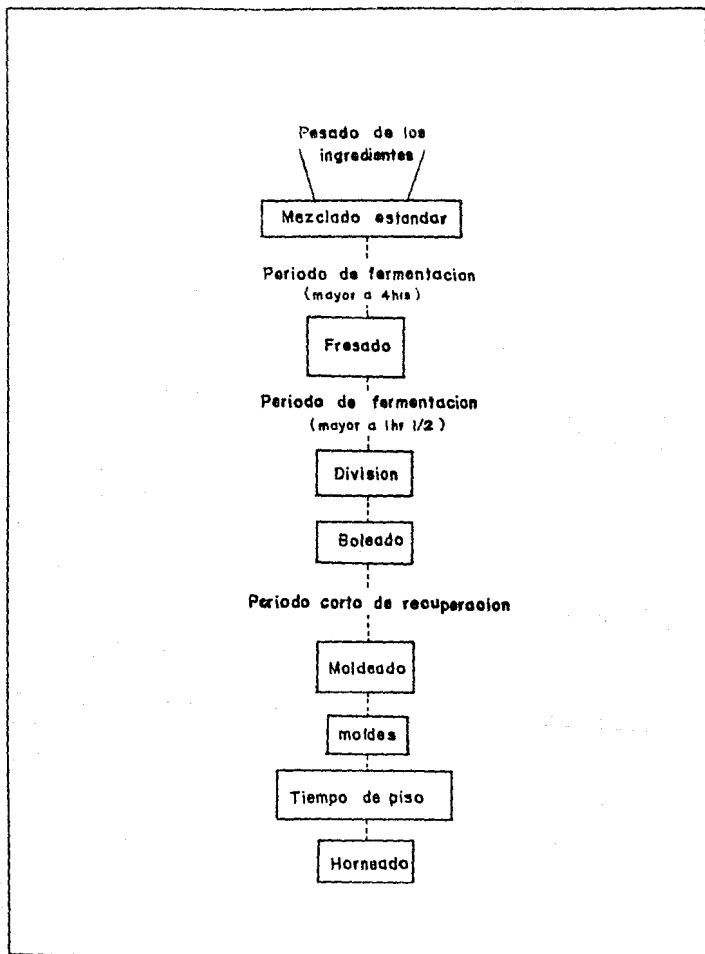 Pesado de los
ingredientes
Mezclado estandar
Periodo de fermentacion
(mayor a 4hrs)
Fresado
Periodo de fermentacion
(mayor a 1hr 1/2)
Division
Boleado
Periodo corto de recuperacion
Moldeado
moldes
Tiempo de piso
Horneado